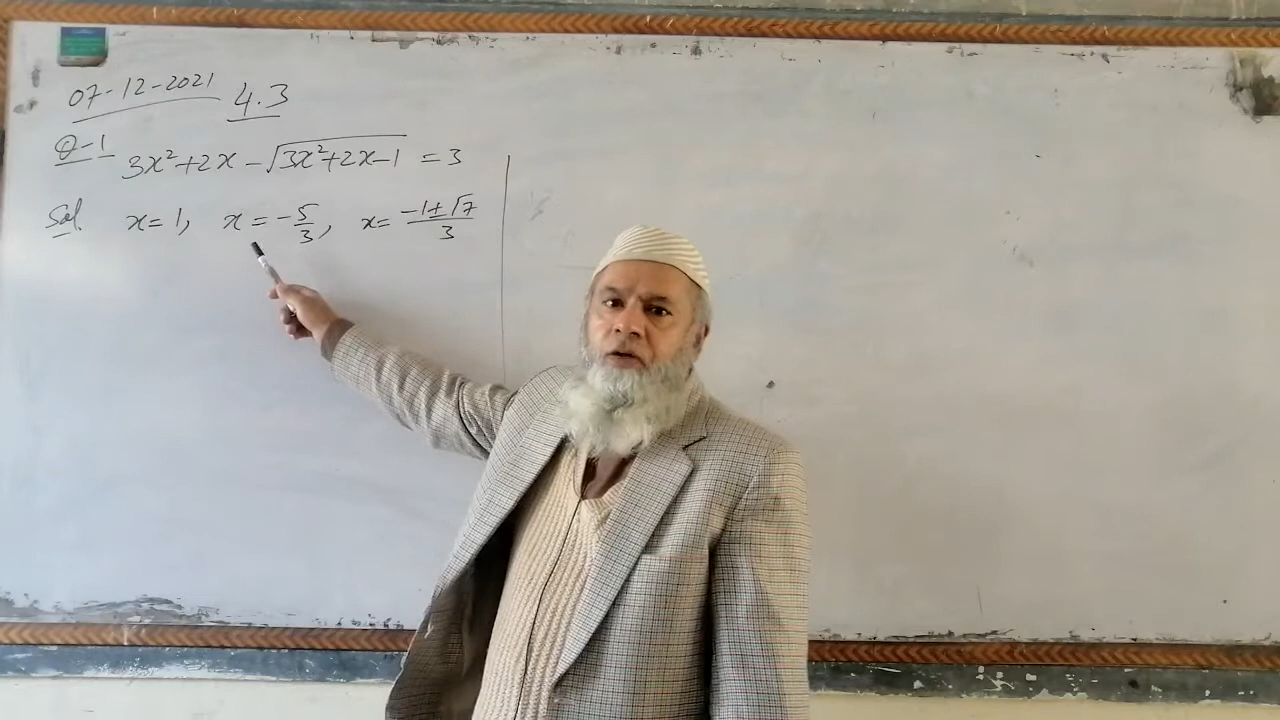 07-12-2021 4.3
Q-1 3x²+2x-√(3x²+2x-1) = 3
Sol. x=1, x=-5/3, x=(-1±√7)/3